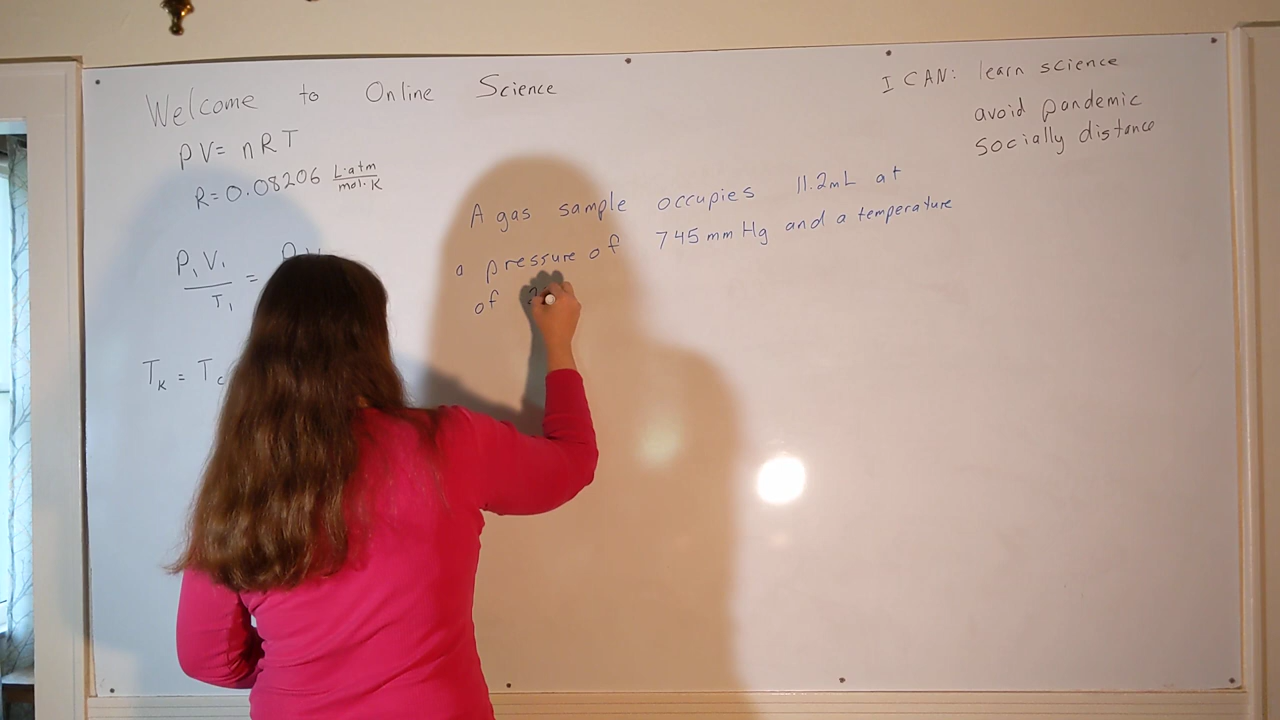 Welcome to Online Science
PV = nRT
R = 0.08206 L·atm
mol·K
P₁V₁
T₁
=
T_K = T_C
I CAN: learn science
avoid pandemic
socially distance
A gas sample occupies 11.2mL at
a pressure of 745 mm Hg and a temperature
of